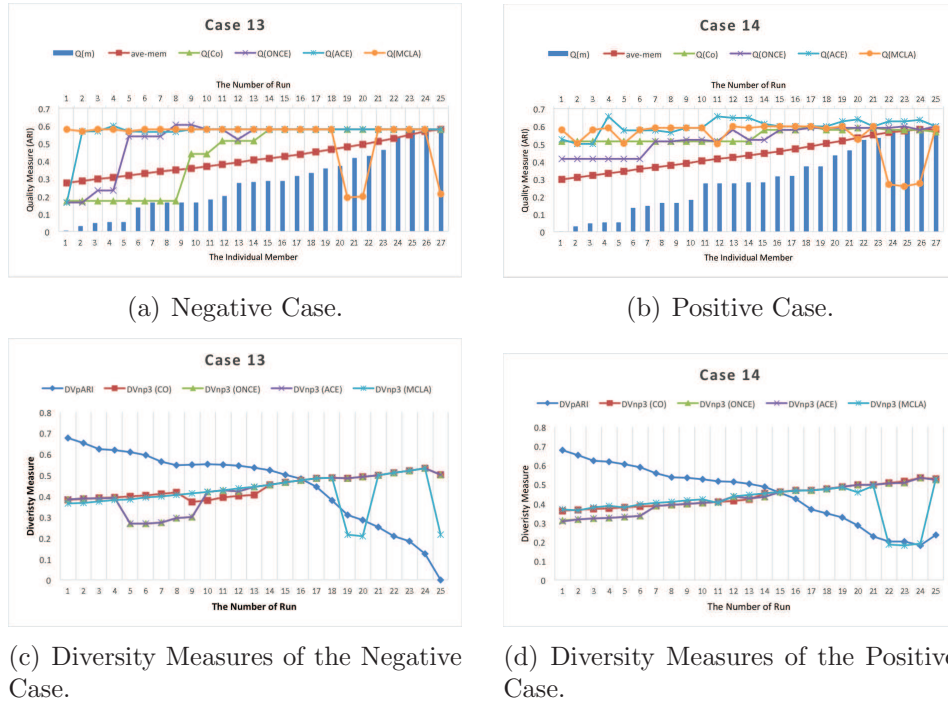 Case 13
Q(m) ave-mem Q(Co) Q(ONCE) Q(ACE) Q(MCLA)
The Number of Run
1 2 3 4 5 6 7 8 9 10 11 12 13 14 15 16 17 18 19 20 21 22 23 24 25
Quality Measure (ARI)
0.7
0.6
0.5
0.4
0.3
0.2
0.1
0
1 2 3 4 5 6 7 8 9 10 11 12 13 14 15 16 17 18 19 20 21 22 23 24 25 26 27
The Individual Member
(a) Negative Case.
Case 14
Q(m) ave-mem Q(Co) Q(ONCE) Q(ACE) Q(MCLA)
The Number of Run
1 2 3 4 5 6 7 8 9 10 11 12 13 14 15 16 17 18 19 20 21 22 23 24 25
Quality Measure (ARI)
0.7
0.6
0.5
0.4
0.3
0.2
0.1
0
1 2 3 4 5 6 7 8 9 10 11 12 13 14 15 16 17 18 19 20 21 22 23 24 25 26 27
The Individual Member
(b) Positive Case.
Case 13
DVpARI DVnp3 (CO) DVnp3 (ONCE) DVnp3 (ACE) DVnp3 (MCLA)
Diveristy Measure
0.8
0.7
0.6
0.5
0.4
0.3
0.2
0.1
0
1 2 3 4 5 6 7 8 9 10 11 12 13 14 15 16 17 18 19 20 21 22 23 24 25
The Number of Run
(c) Diversity Measures of the Negative
Case.
Case 14
DVpARI DVnp3 (CO) DVnp3 (ONCE) DVnp3 (ACE) DVnp3 (MCLA)
Diveristy Measure
0.8
0.7
0.6
0.5
0.4
0.3
0.2
0.1
0
1 2 3 4 5 6 7 8 9 10 11 12 13 14 15 16 17 18 19 20 21 22 23 24 25
The Number of Run
(d) Diversity Measures of the Positive
Case.